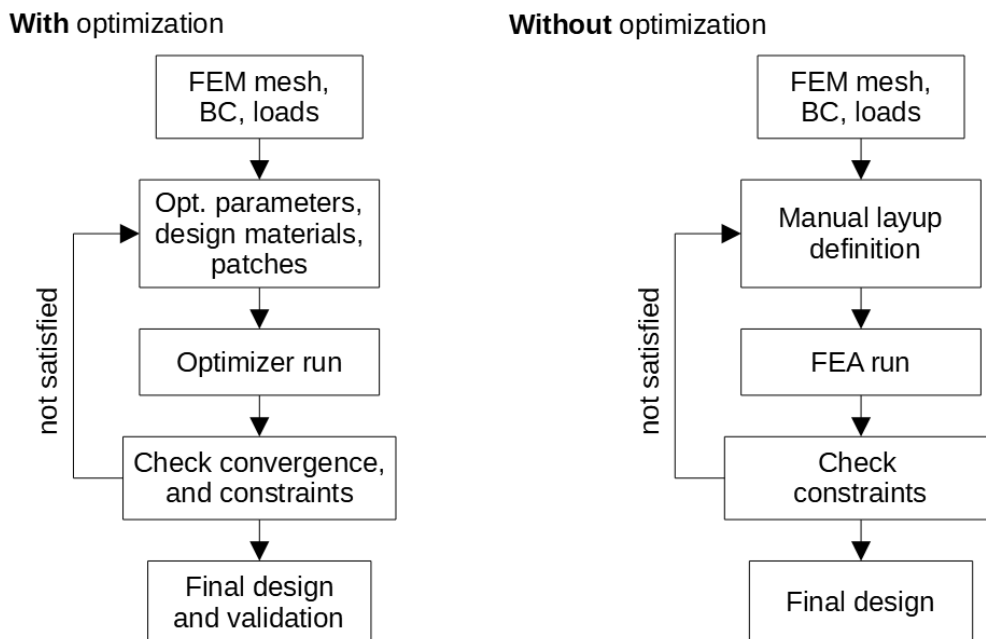 With optimization
FEM mesh,
BC, loads
Opt. parameters,
design materials,
patches
not satisfied
Optimizer run
Check convergence,
and constraints
Final design
and validation
Without optimization
FEM mesh,
BC, loads
Manual layup
definition
not satisfied
FEA run
Check
constraints
Final design